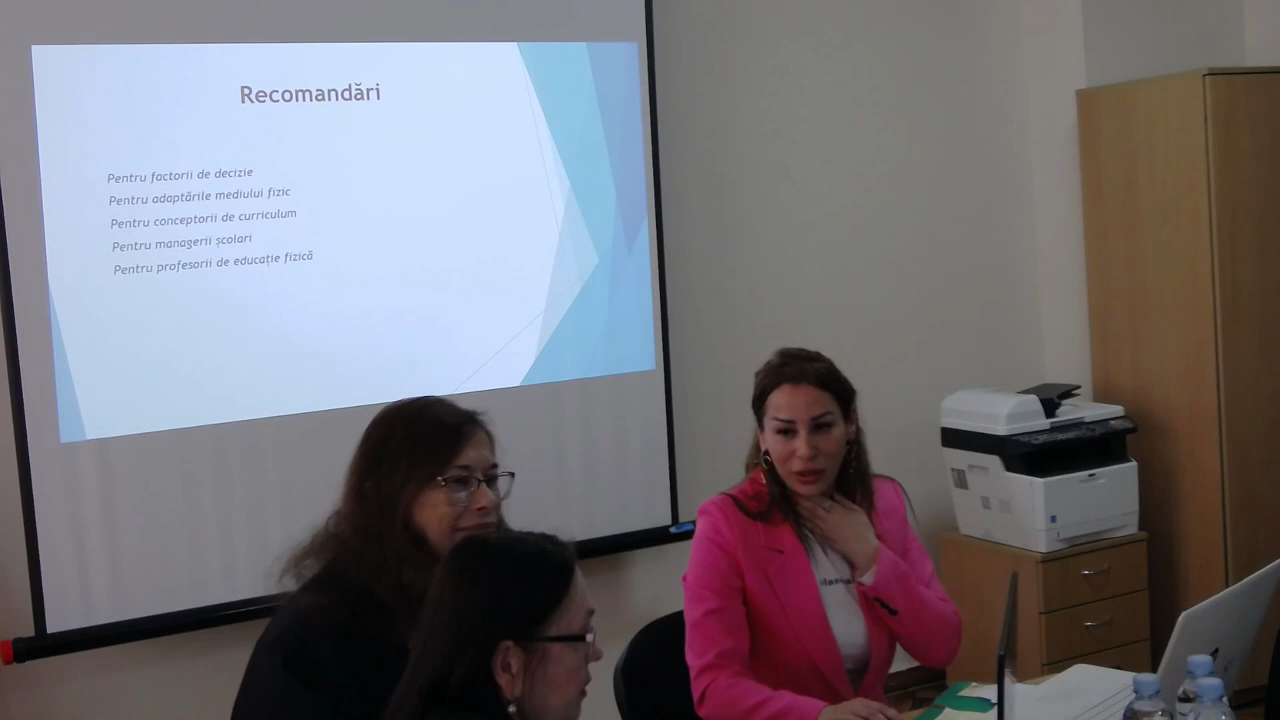 Recomandări
Pentru factorii de decizie
Pentru adaptările mediului fizic
Pentru conceptorii de curriculum
Pentru managerii școlari
Pentru profesorii de educație fizică